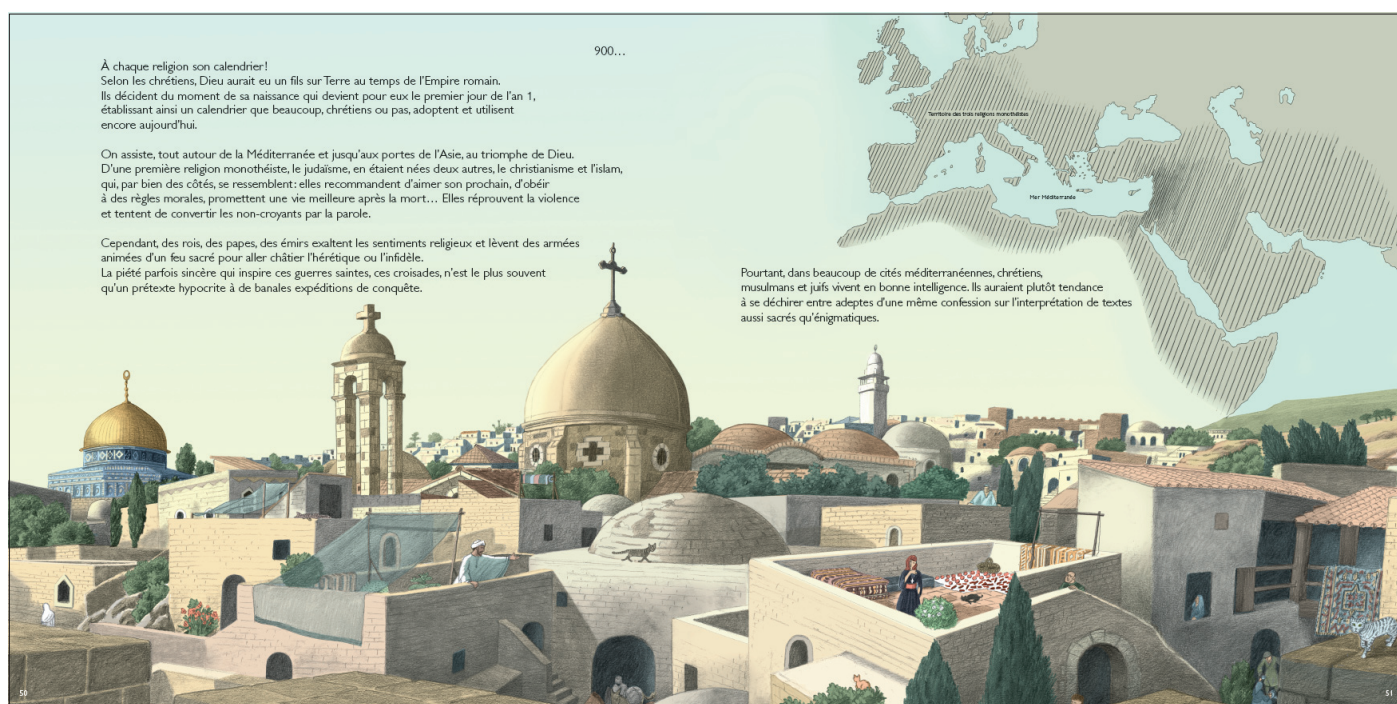 900…
À chaque religion son calendrier!
Selon les chrétiens, Dieu aurait eu un fils sur Terre au temps de l'Empire romain.
Ils décident du moment de sa naissance qui devient pour eux le premier jour de l'an 1,
établissant ainsi un calendrier que beaucoup, chrétiens ou pas, adoptent et utilisent
encore aujourd'hui.
On assiste, tout autour de la Méditerranée et jusqu'aux portes de l'Asie, au triomphe de Dieu.
D'une première religion monothéiste, le judaïsme, en étaient nées deux autres, le christianisme et l'islam,
qui, par bien des côtés, se ressemblent: elles recommandent d'aimer son prochain, d'obéir
à des règles morales, promettent une vie meilleure après la mort… Elles réprouvent la violence
et tentent de convertir les non-croyants par la parole.
Cependant, des rois, des papes, des émirs exaltent les sentiments religieux et lèvent des armées
animées d'un feu sacré pour aller châtier l'hérétique ou l'infidèle.
La piété parfois sincère qui inspire ces guerres saintes, ces croisades, n'est le plus souvent
qu'un prétexte hypocrite à de banales expéditions de conquête.
Territoire des trois religions monothéistes
Mer Méditerranée
Pourtant, dans beaucoup de cités méditerranéennes, chrétiens,
musulmans et juifs vivent en bonne intelligence. Ils auraient plutôt tendance
à se déchirer entre adeptes d'une même confession sur l'interprétation de textes
aussi sacrés qu'énigmatiques.
50
51